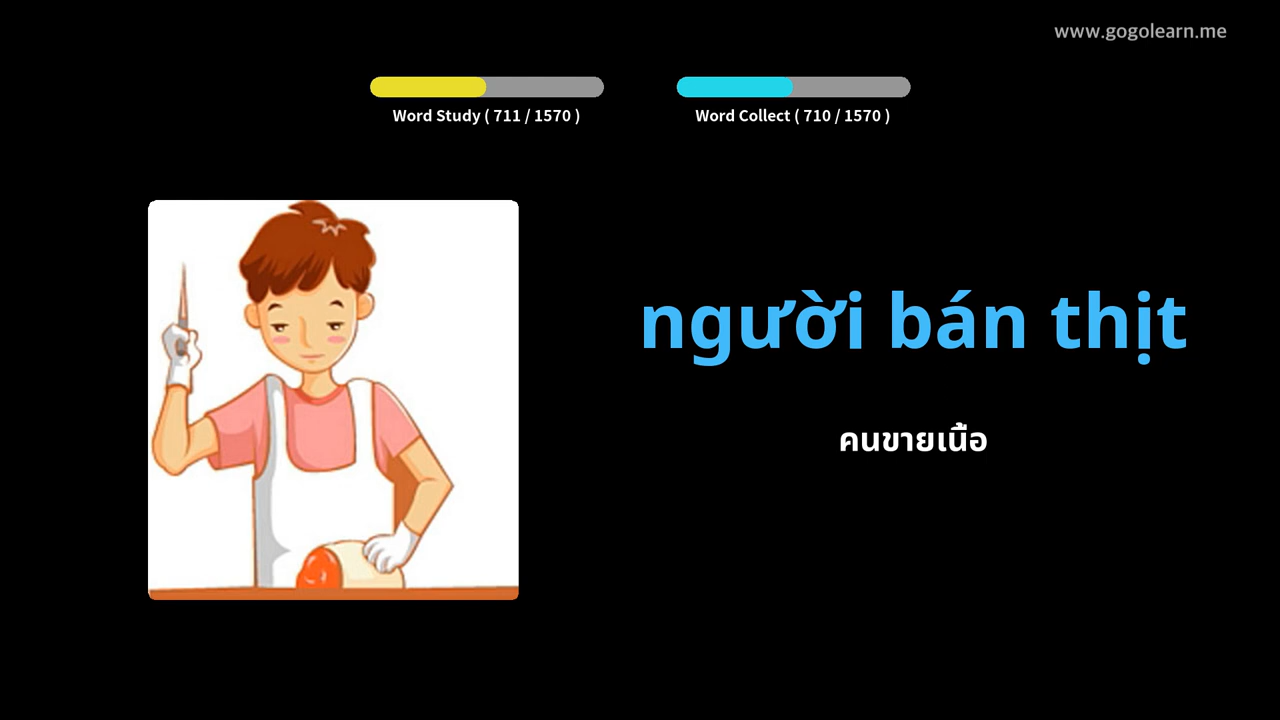 www.gogolearn.me
Word Study ( 711 / 1570 )
Word Collect ( 710 / 1570 )
người bán thịt
คนขายเนื้อ